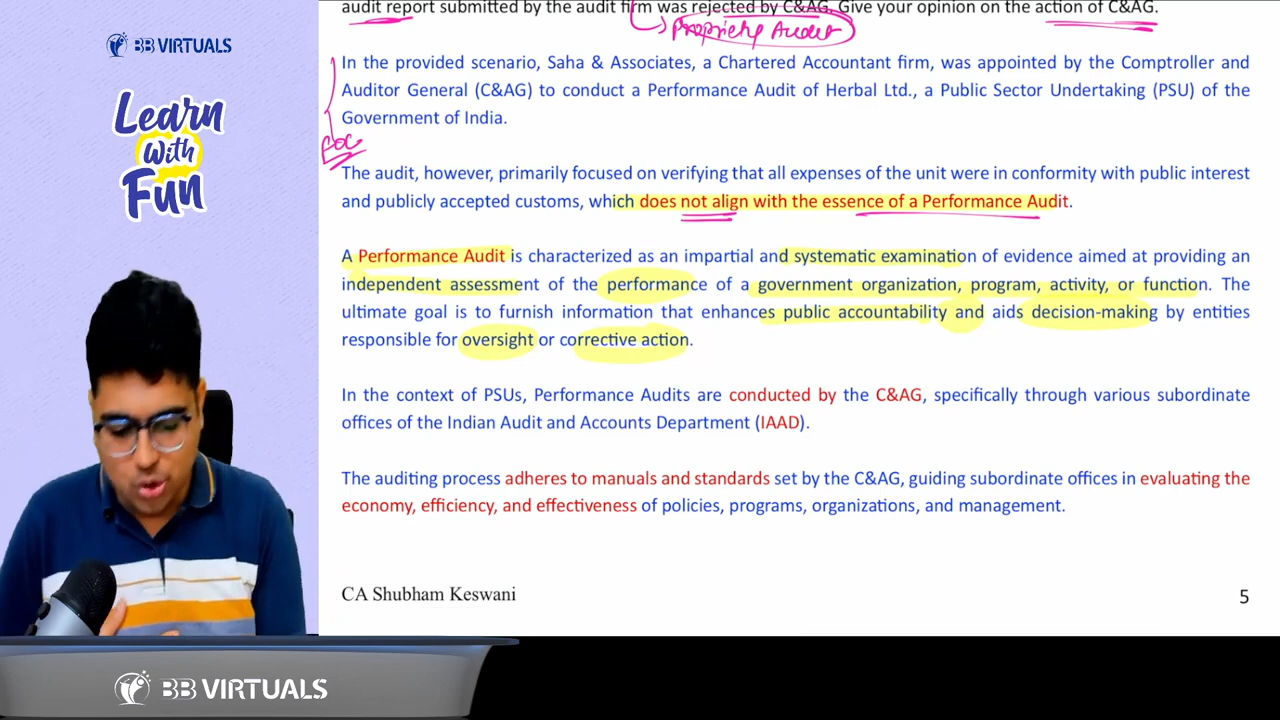 audit report submitted by the audit firm was rejected by C&AG. Give your opinion on the action of C&AG.
Propriety Audit
BB VIRTUALS
Learn
With
Fun
In the provided scenario, Saha & Associates, a Chartered Accountant firm, was appointed by the Comptroller and
Auditor General (C&AG) to conduct a Performance Audit of Herbal Ltd., a Public Sector Undertaking (PSU) of the
Government of India.
The audit, however, primarily focused on verifying that all expenses of the unit were in conformity with public interest
and publicly accepted customs, which does not align with the essence of a Performance Audit.
A Performance Audit is characterized as an impartial and systematic examination of evidence aimed at providing an
independent assessment of the performance of a government organization, program, activity, or function. The
ultimate goal is to furnish information that enhances public accountability and aids decision-making by entities
responsible for oversight or corrective action.
In the context of PSUs, Performance Audits are conducted by the C&AG, specifically through various subordinate
offices of the Indian Audit and Accounts Department (IAAD).
The auditing process adheres to manuals and standards set by the C&AG, guiding subordinate offices in evaluating the
economy, efficiency, and effectiveness of policies, programs, organizations, and management.
CA Shubham Keswani
5
BB VIRTUALS